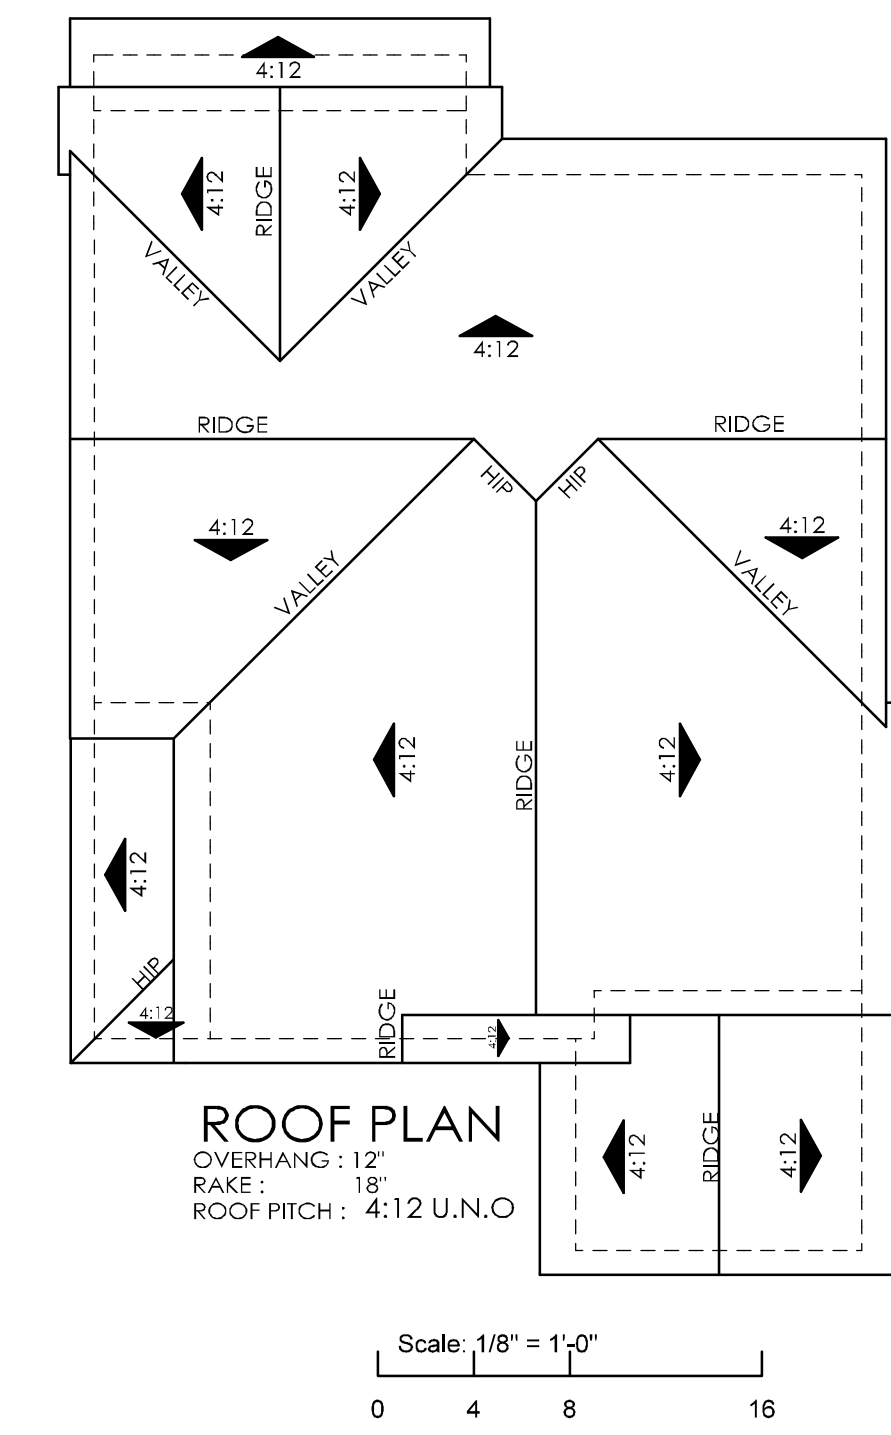 4:12
4:12
RIDGE
4:12
VALLEY
VALLEY
4:12
RIDGE
RIDGE
HIP
HIP
4:12
4:12
VALLEY
VALLEY
4:12
RIDGE
4:12
4:12
HIP
4:12
RIDGE
4:12
ROOF PLAN
OVERHANG : 12"
RAKE : 18"
ROOF PITCH : 4:12 U.N.O
4:12
RIDGE
4:12
Scale: 1/8" = 1'-0"
0 4 8 16